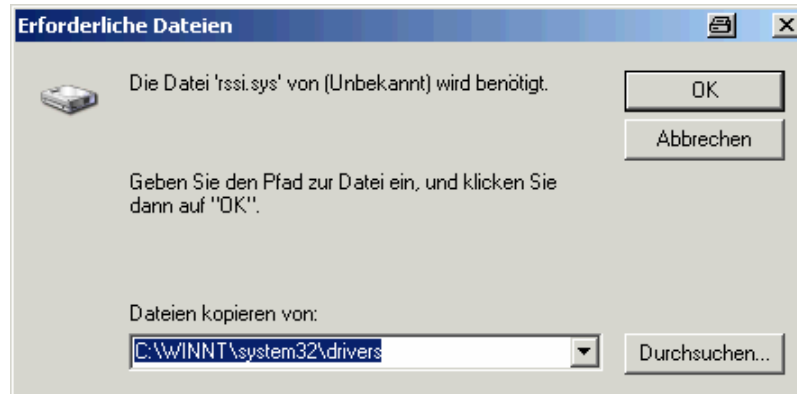 Erforderliche Dateien
Die Datei 'rssi.sys' von (Unbekannt) wird benötigt.
OK
Abbrechen
Geben Sie den Pfad zur Datei ein, und klicken Sie
dann auf "OK".
Dateien kopieren von:
C:\WINNT\system32\drivers
Durchsuchen...